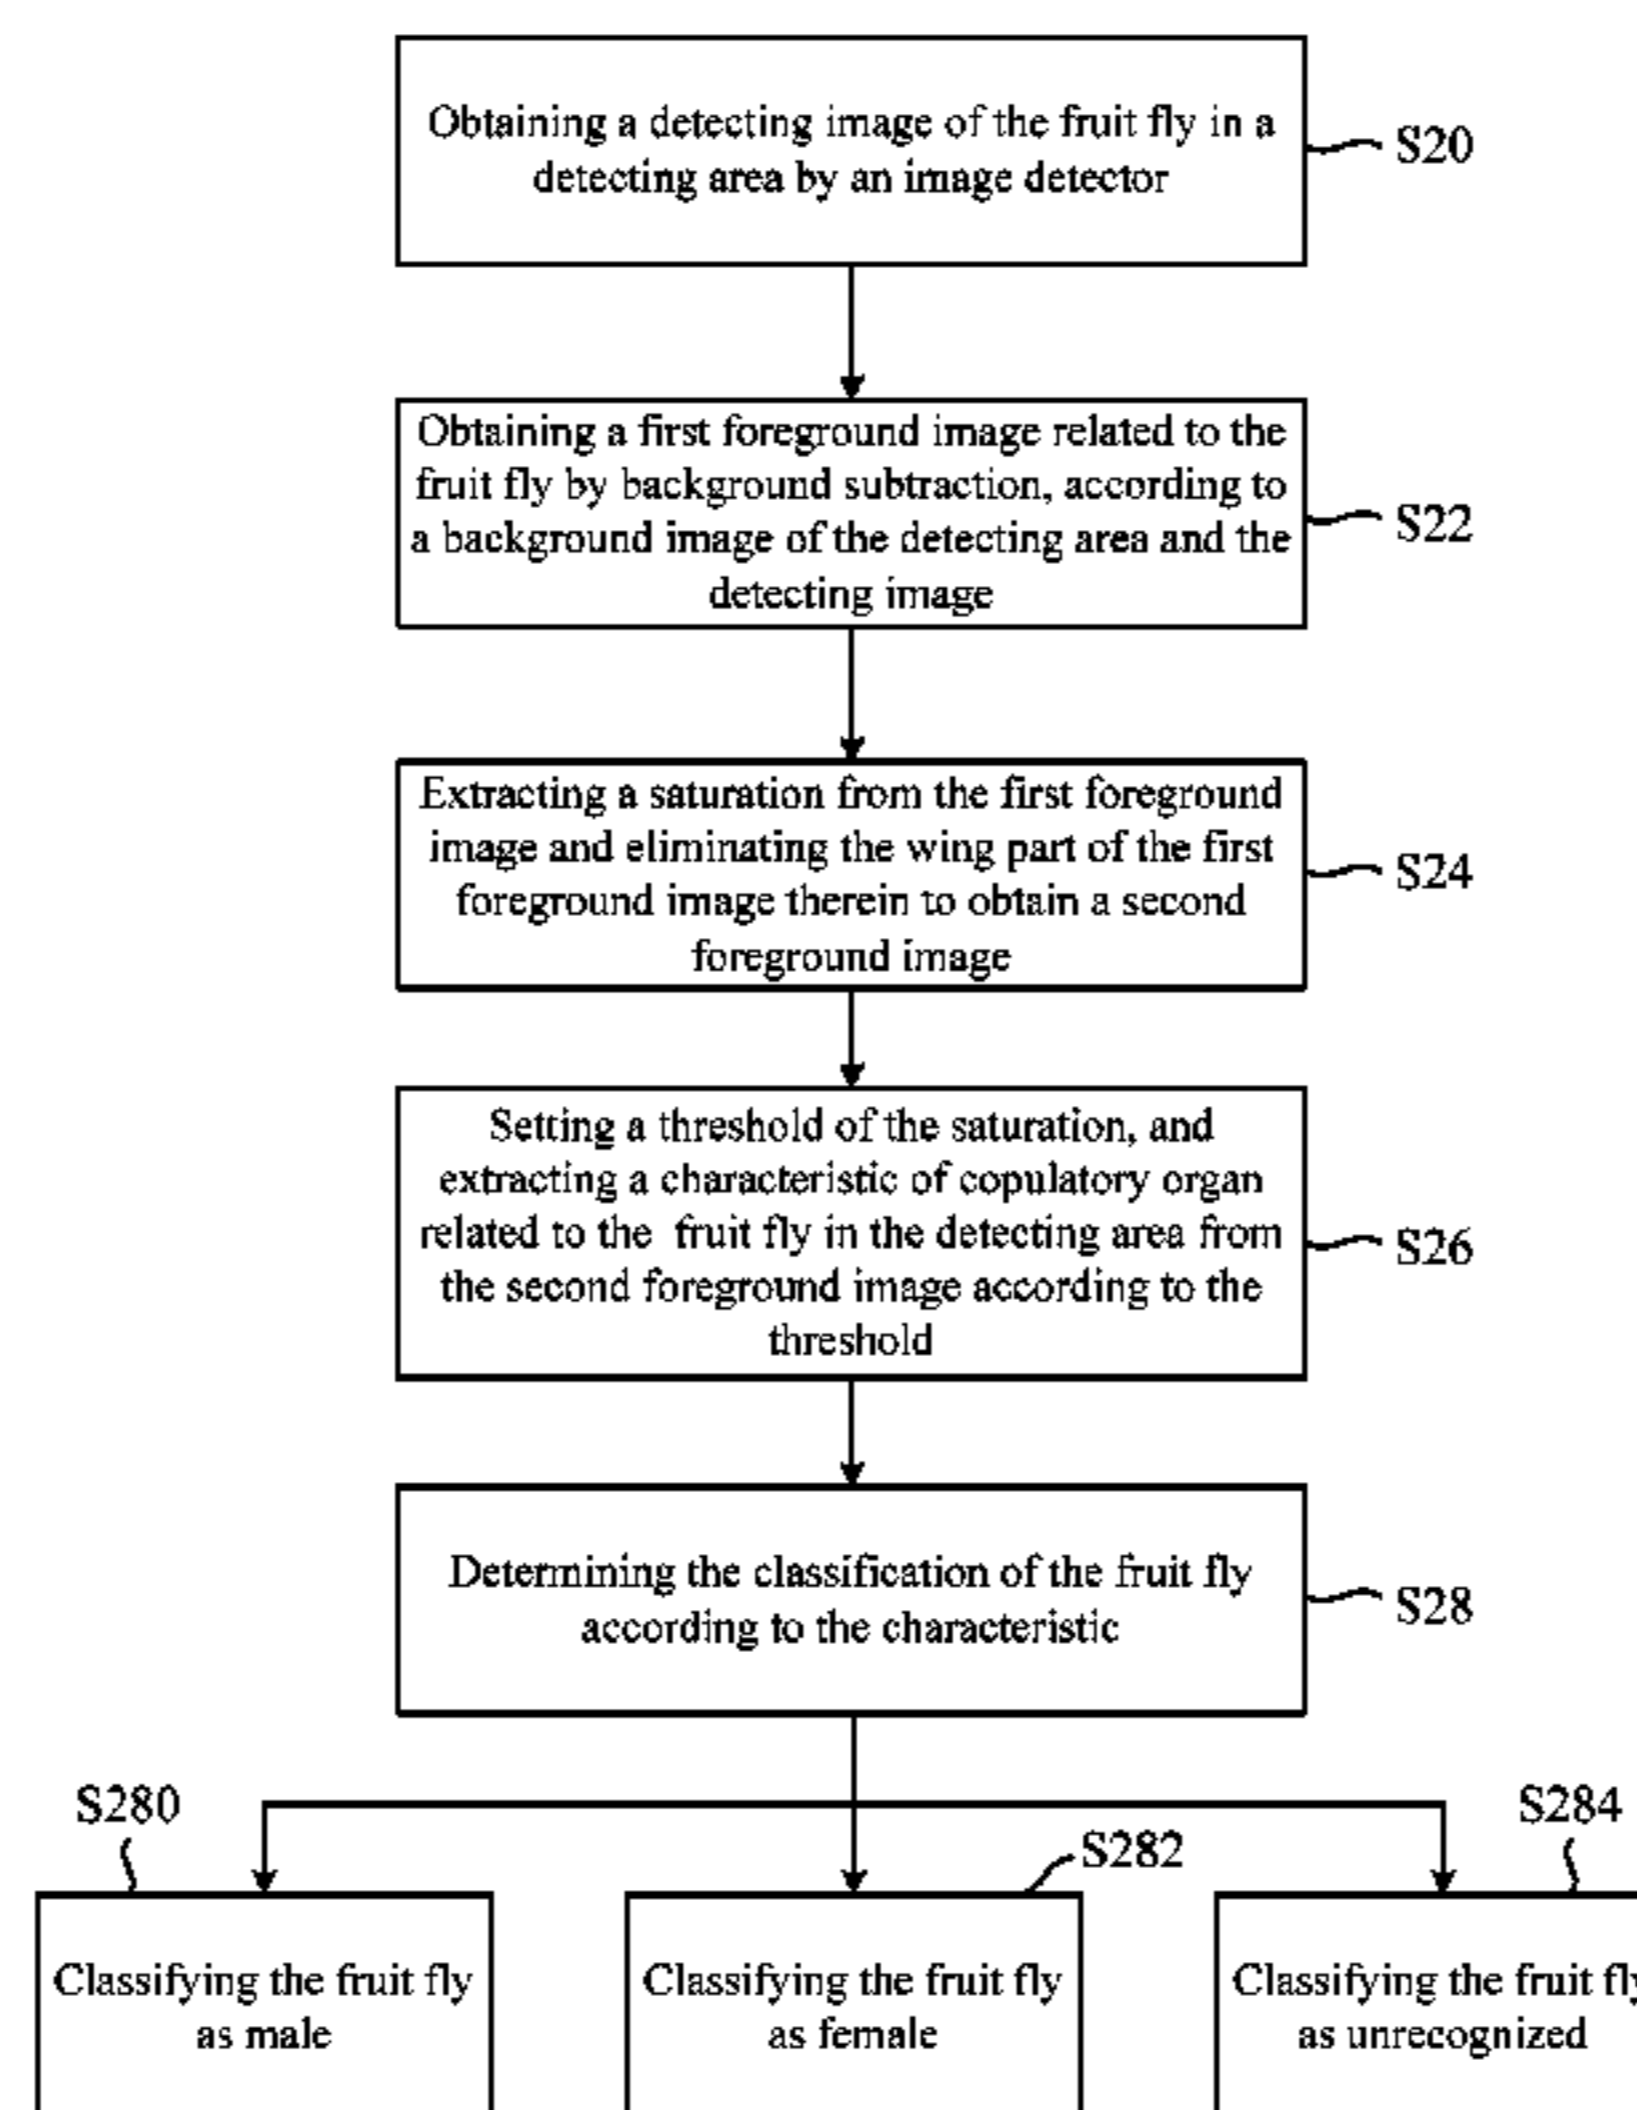 Obtaining a detecting image of the fruit fly in a
detecting area by an image detector
S20
Obtaining a first foreground image related to the
fruit fly by background subtraction, according to
a background image of the detecting area and the
detecting image
S22
Extracting a saturation from the first foreground
image and eliminating the wing part of the first
foreground image therein to obtain a second
foreground image
S24
Setting a threshold of the saturation, and
extracting a characteristic of copulatory organ
related to the fruit fly in the detecting area from
the second foreground image according to the
threshold
S26
Determining the classification of the fruit fly
according to the characteristic
S28
S280
Classifying the fruit fly
as male
S282
Classifying the fruit fly
as female
S284
Classifying the fruit fly
as unrecognized